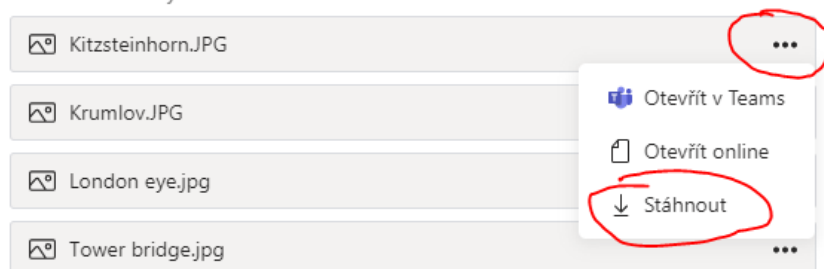 Kitzsteinhorn.JPG
Otevřít v Teams
Krumlov.JPG
Otevřít online
London eye.jpg
Stáhnout
Tower bridge.jpg